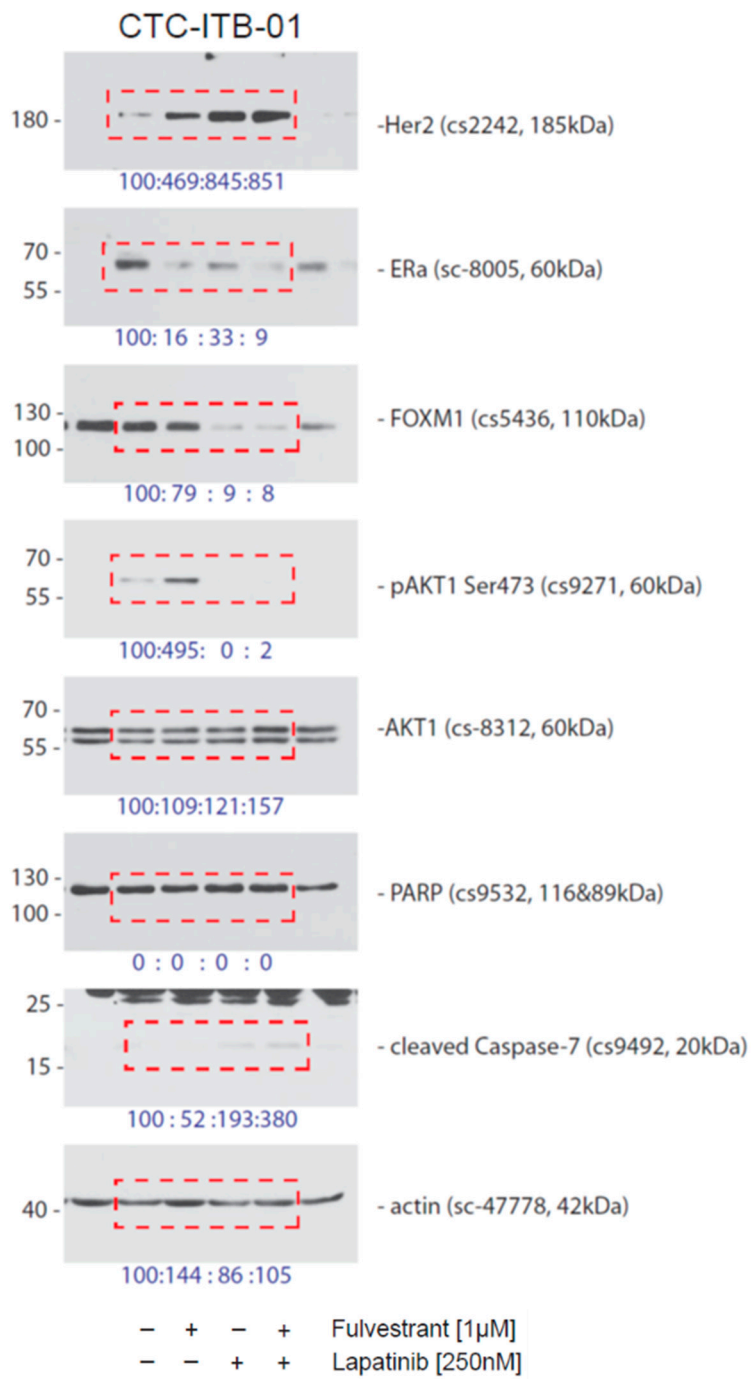 CTC-ITB-01
180 -
-Her2 (cs2242, 185kDa)
100:469:845:851
70 -
55 -
- ERa (sc-8005, 60kDa)
100: 16 : 33 : 9
130 -
100 -
- FOXM1 (cs5436, 110kDa)
100: 79 : 9 : 8
70 -
55 -
- pAKT1 Ser473 (cs9271, 60kDa)
100:495: 0 : 2
70 -
55 -
-AKT1 (cs-8312, 60kDa)
100:109:121:157
130 -
100 -
- PARP (cs9532, 116&89kDa)
0 : 0 : 0 : 0
25 -
15 -
- cleaved Caspase-7 (cs9492, 20kDa)
100 : 52 :193:380
40 -
- actin (sc-47778, 42kDa)
100:144 : 86 :105
– + – + Fulvestrant [1µM]
– – + + Lapatinib [250nM]